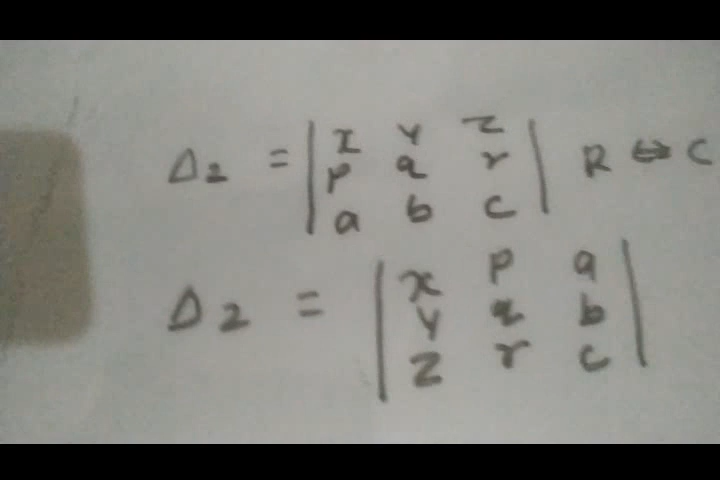 Δ2 = | x y z | R ⇔ C
| p q r |
| a b c |
Δ2 = | x p a |
| y q b |
| z r c |